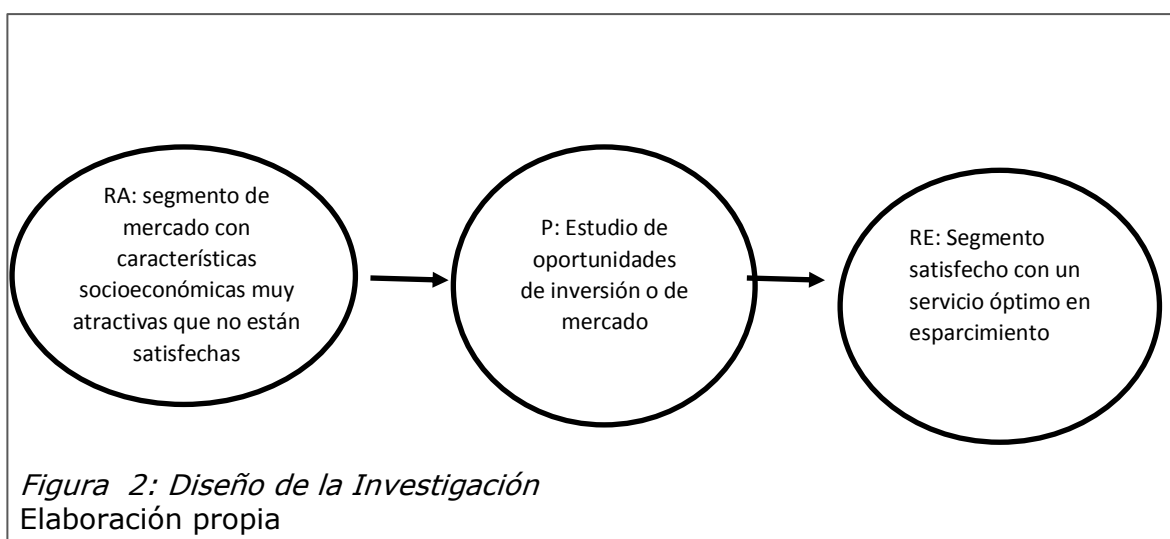 RA: segmento de
mercado con
características
socioeconómicas muy
atractivas que no están
satisfechas
P: Estudio de
oportunidades
de inversión o de
mercado
RE: Segmento
satisfecho con un
servicio óptimo en
esparcimiento
Figura 2: Diseño de la Investigación
Elaboración propia